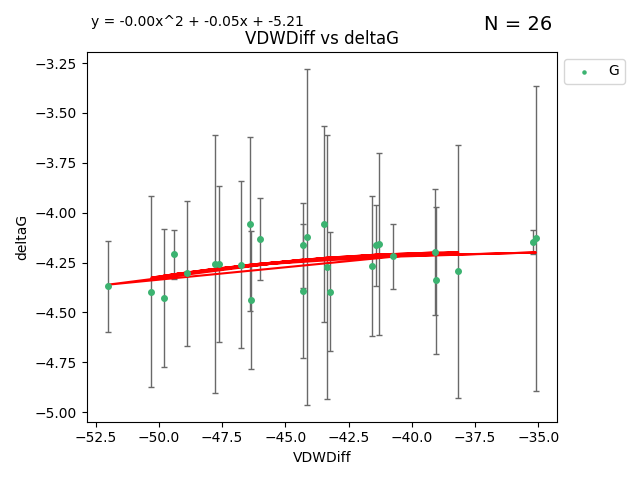 y = -0.00x^2 + -0.05x + -5.21
N = 26
VDWDiff vs deltaG
G
deltaG
−3.25
−3.50
−3.75
−4.00
−4.25
−4.50
−4.75
−5.00
−52.5 −50.0 −47.5 −45.0 −42.5 −40.0 −37.5 −35.0
VDWDiff